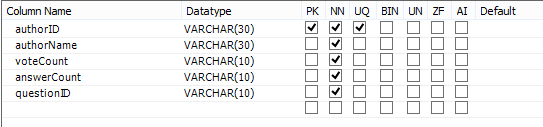 Column Name Datatype PK NN UQ BIN UN ZF AI Default
authorID VARCHAR(30)
authorName VARCHAR(30)
voteCount VARCHAR(10)
answerCount VARCHAR(10)
questionID VARCHAR(10)